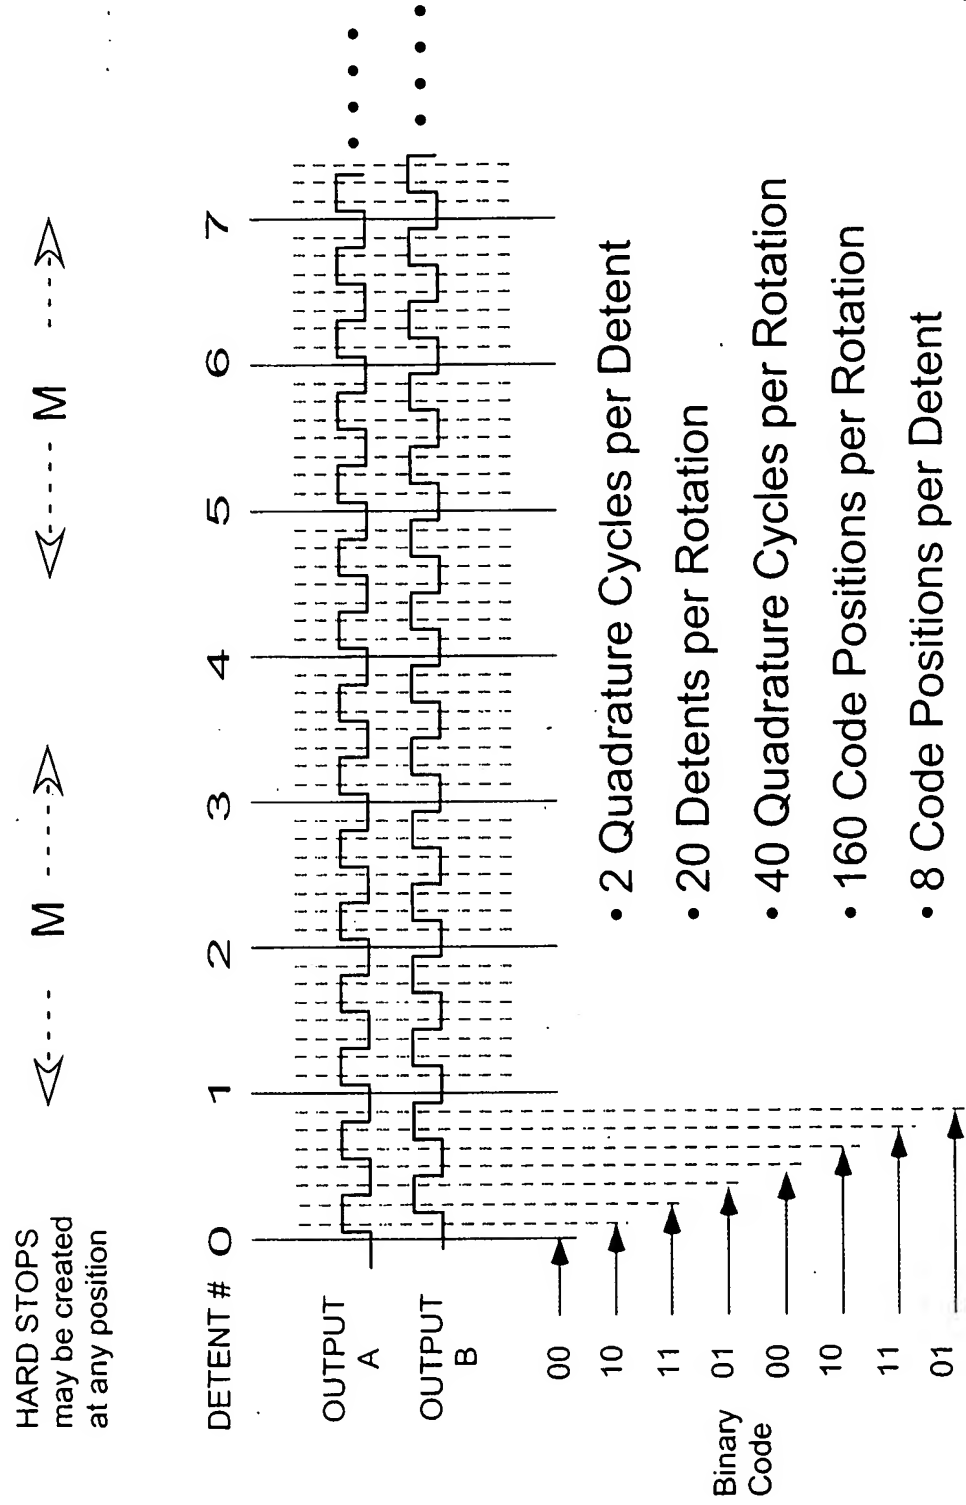 HARD STOPS
may be created
at any position
M
M
DETENT # 0 1 2 3 4 5 6 7
OUTPUT
A
OUTPUT
B
Binary
Code
00
10
11
01
00
10
11
01
• 2 Quadrature Cycles per Detent
• 20 Detents per Rotation
• 40 Quadrature Cycles per Rotation
• 160 Code Positions per Rotation
• 8 Code Positions per Detent